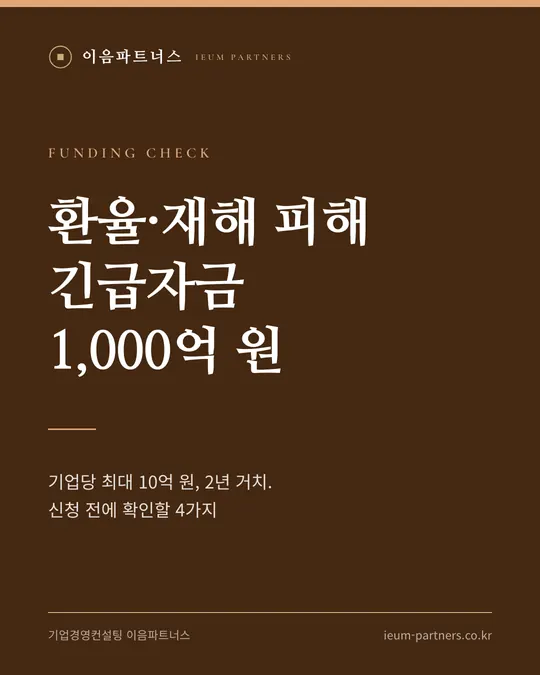 이음파트너스 IEUM PARTNERS
FUNDING CHECK
환율·재해 피해
긴급자금
1,000억 원
기업당 최대 10억 원, 2년 거치.
신청 전에 확인할 4가지
기업경영컨설팅 이음파트너스
ieum-partners.co.kr